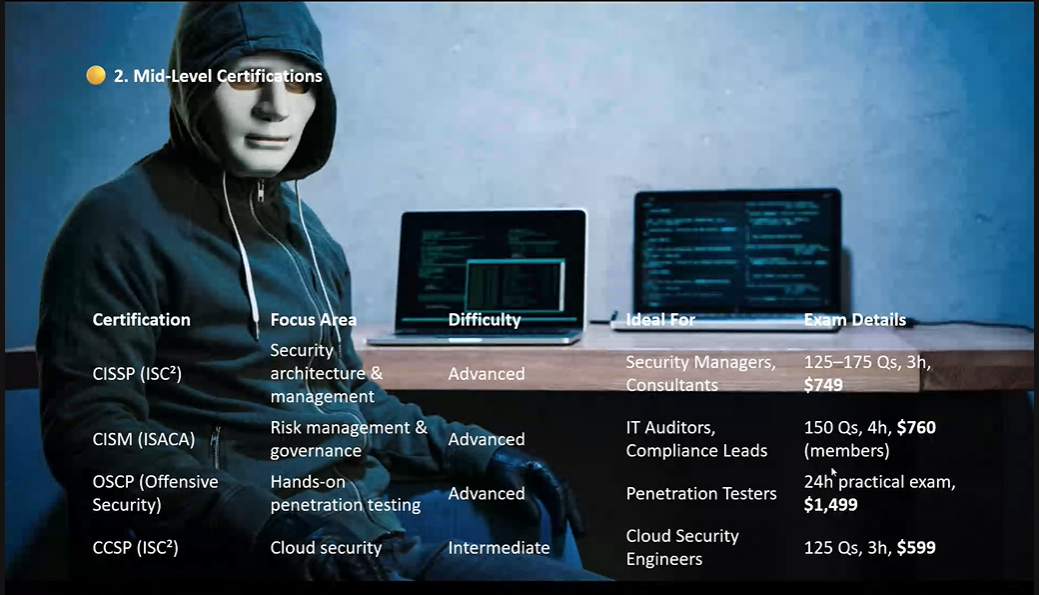 2. Mid-Level Certifications
Certification Focus Area Difficulty Ideal For Exam Details
CISSP (ISC²)
Security
architecture &
management
Advanced
Security Managers,
Consultants
125–175 Qs, 3h,
$749
CISM (ISACA)
Risk management &
governance
Advanced
IT Auditors,
Compliance Leads
150 Qs, 4h, $760
(members)
OSCP (Offensive
Security)
Hands-on
penetration testing
Advanced
Penetration Testers
24h practical exam,
$1,499
CCSP (ISC²)
Cloud security
Intermediate
Cloud Security
Engineers
125 Qs, 3h, $599